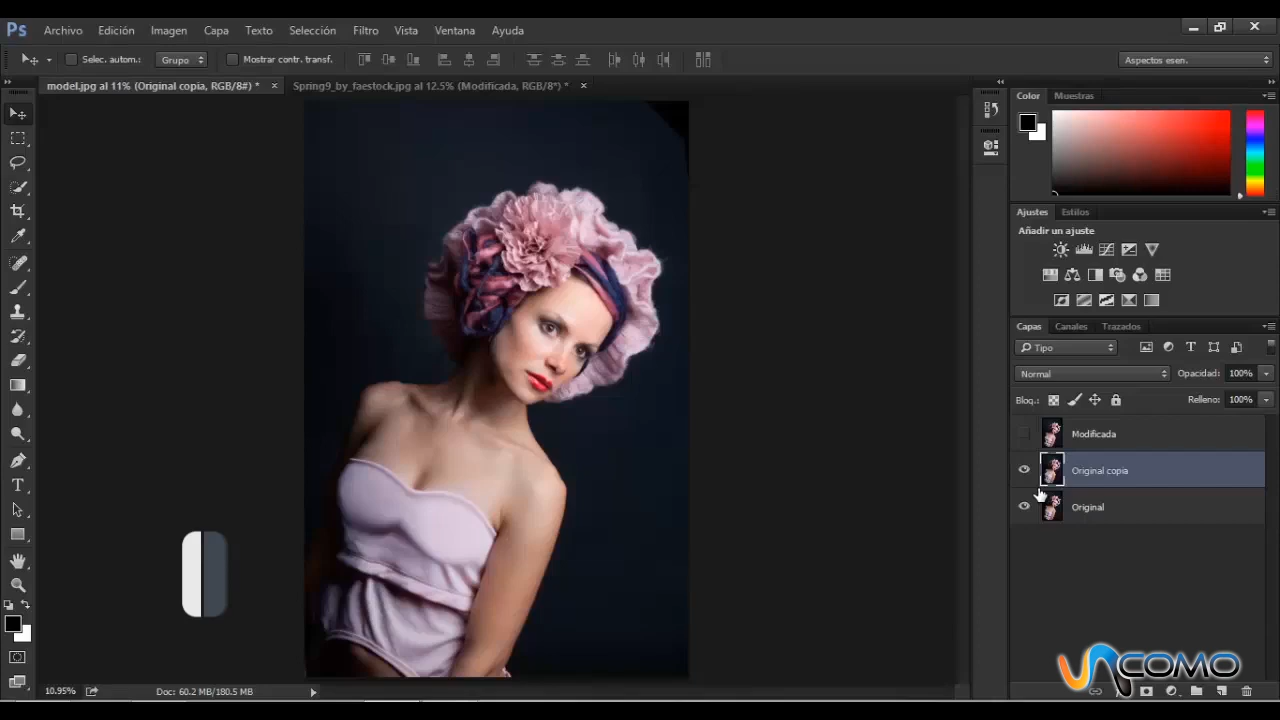 Ps Archivo Edición Imagen Capa Texto Selección Filtro Vista Ventana Ayuda
Selec. autom.: Grupo Mostrar contr. transf. Aspectos esen.
model.jpg al 11% (Original copia, RGB/8#) * Spring9_by_faestock.jpg al 12.5% (Modificada, RGB/8*) *
Color Muestras
Ajustes Estilos
Añadir un ajuste
Capas Canales Trazados
Tipo
Normal Opacidad: 100%
Bloq.: Relleno: 100%
Modificada
Original copia
Original
UNCOMO
10.95% Doc: 60.2 MB/180.5 MB